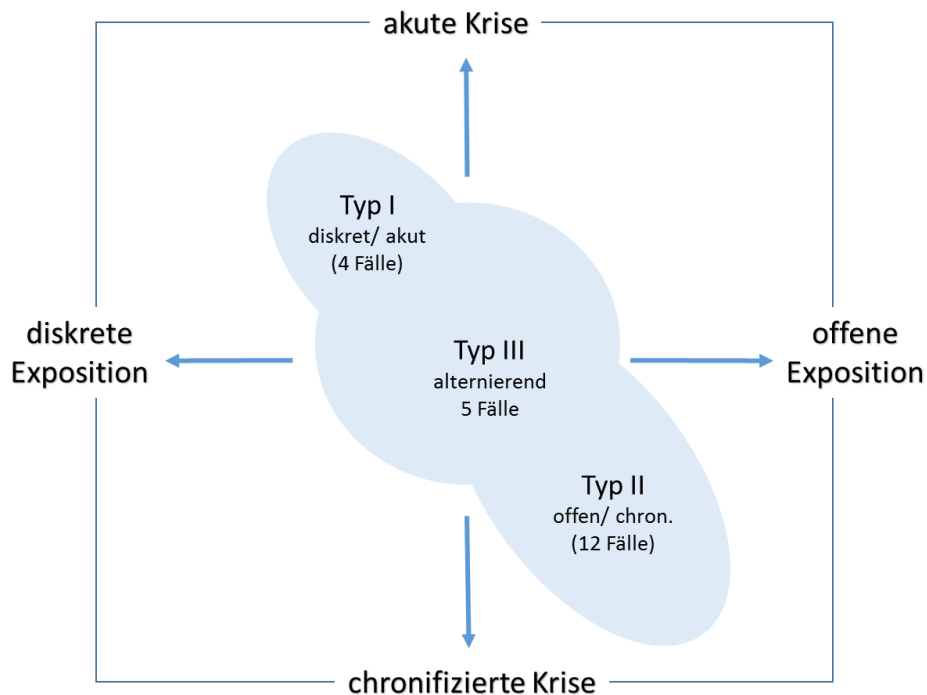 akute Krise
Typ I
diskret/ akut
(4 Fälle)
diskrete
Exposition
Typ III
alternierend
5 Fälle
offene
Exposition
Typ II
offen/ chron.
(12 Fälle)
chronifizierte Krise